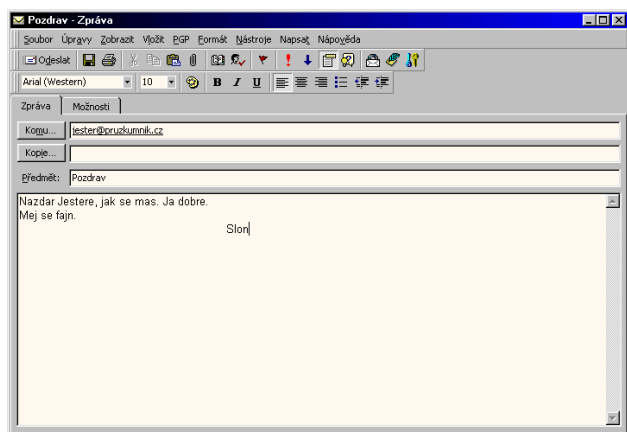 Pozdrav - Zpráva
Soubor Úpravy Zobrazit Vložit PGP Formát Nástroje Napsat Nápověda
Odeslat
Arial (Western) 10 B I U
Zpráva Možnosti
Komu... jester@pruzkumnik.cz
Kopie...
Předmět: Pozdrav
Nazdar Jestere, jak se mas. Ja dobre.
Mej se fajn.
Slon